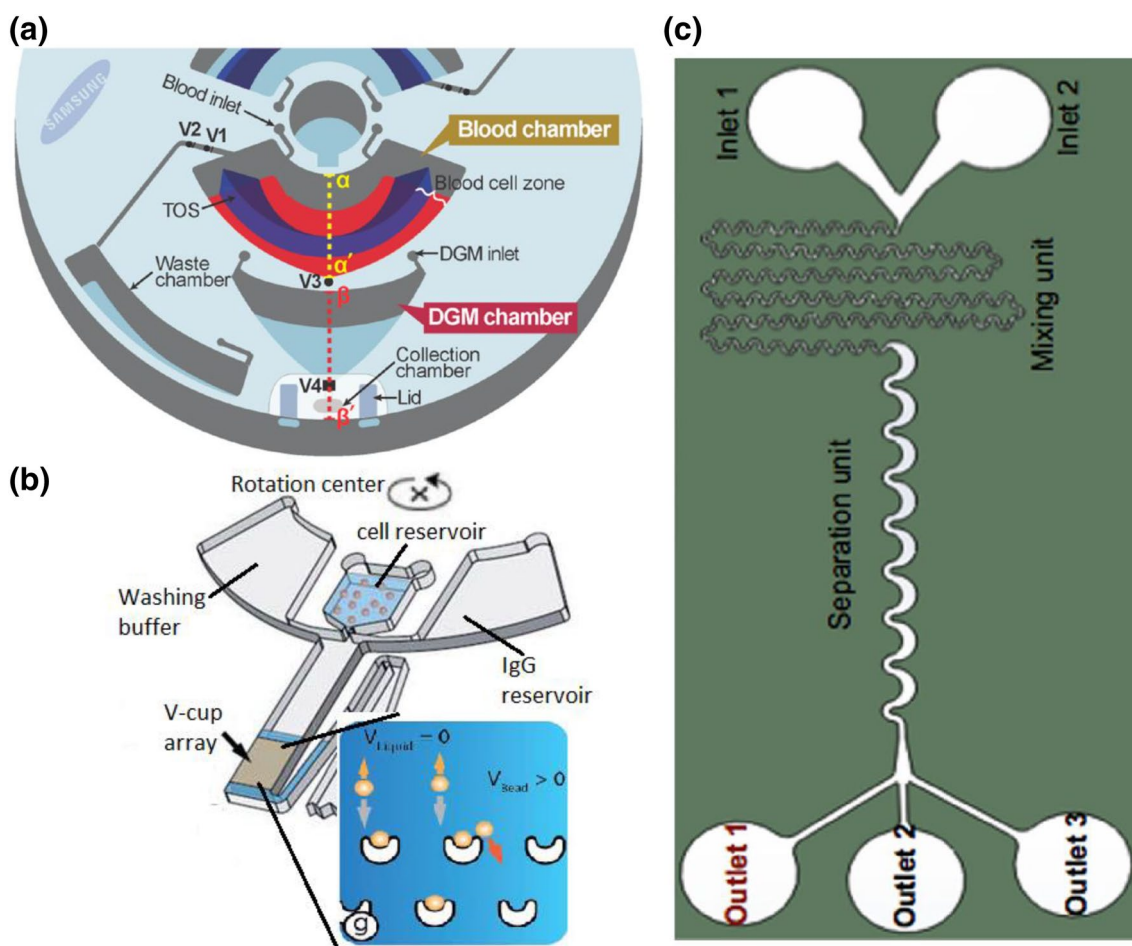 (a)
SAMSUNG
Blood inlet
V2 V1
Blood chamber
α
Blood cell zone
TOS
α′
DGM inlet
Waste chamber
V3
β
DGM chamber
Collection
chamber
V4
Lid
β′
(b)
Rotation center
cell reservoir
Washing
buffer
IgG
reservoir
V-cup
array
V Liquid = 0
V Bead > 0
g
(c)
Inlet 1
Inlet 2
Mixing unit
Separation unit
Outlet 1
Outlet 2
Outlet 3